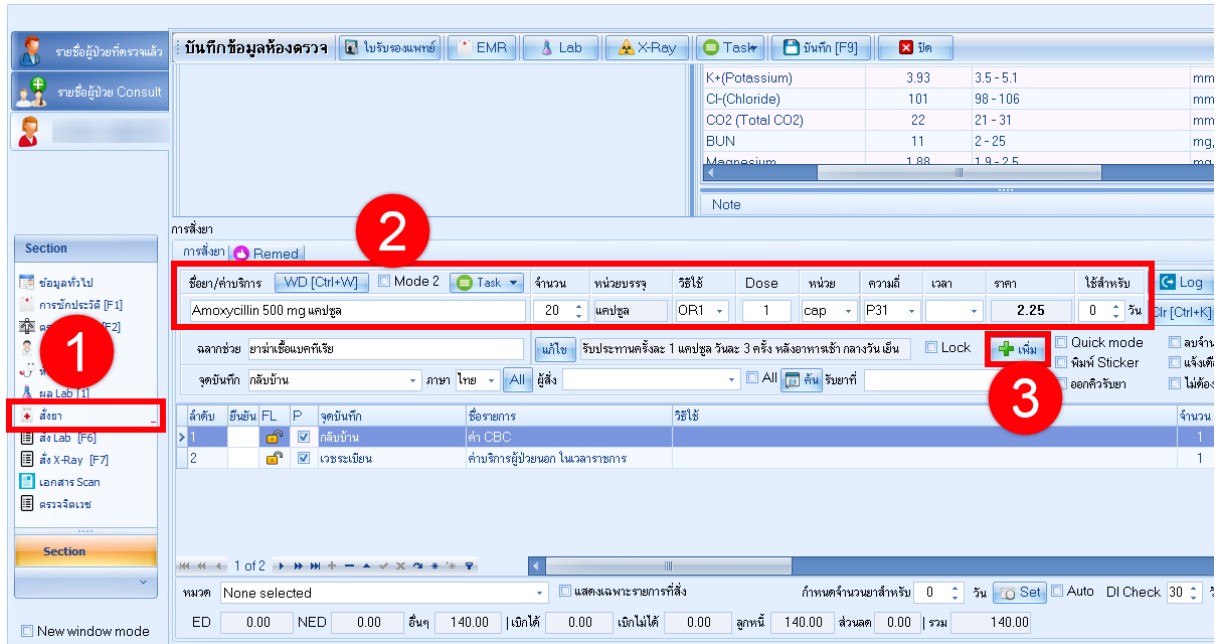 รายชื่อผู้ป่วยที่ตรวจแล้ว
รายชื่อผู้ป่วย Consult
บันทึกข้อมูลห้องตรวจ ใบรับรองแพทย์ EMR Lab X-Ray Task บันทึก [F9] ปิด
K+(Potassium) 3.93 3.5 - 5.1 mm
Cl-(Chloride) 101 98 - 106 mm
CO2 (Total CO2) 22 21 - 31 mm
BUN 11 2 - 25 mg,
Magnesium 1.88 1.9 - 2.5 mg
Note
Section
ข้อมูลทั่วไป
การซักประวัติ [F1]
F2]
1
ผล Lab [1]
สั่งยา
สั่ง Lab [F6]
สั่ง X-Ray [F7]
เอกสาร Scan
ตรวจจิตเวช
Section
New window mode
การสั่งยา
2
การสั่งยา Remed
ชื่อยา/ค่าบริการ WD [Ctrl+W] Mode 2 Task จำนวน หน่วยบรรจุ วิธีใช้ Dose หน่วย ความถี่ เวลา ราคา ใช้สำหรับ Log
Amoxycillin 500 mg แคปซูล 20 แคปซูล OR1 1 cap P31 2.25 0 วัน Clr [Ctrl+K]
ฉลากช่วย ยาฆ่าเชื้อแบคทีเรีย แก้ไข รับประทานครั้งละ 1 แคปซูล วันละ 3 ครั้ง หลังอาหารเช้า กลางวัน เย็น Lock เพิ่ม Quick mode ลบจำน
พิมพ์ Sticker แจ้งเตื
จุดบันทึก กลับบ้าน ภาษา ไทย All ผู้สั่ง All ค้น รับยาที่ ออกคิวรับยา ไม่ต้อง
3
ลำดับ ยืนยัน FL P จุดบันทึก ชื่อรายการ วิธีใช้ จำนวน
1 กลับบ้าน ค่า CBC 1
2 เวชระเบียน ค่าบริการผู้ป่วยนอก ในเวลาราชการ 1
1 of 2
หมวด None selected แสดงเฉพาะรายการที่สั่ง กำหนดจำนวนยาสำหรับ 0 วัน Set Auto DI Check 30
ED 0.00 NED 0.00 อื่นๆ 140.00 |เบิกได้ 0.00 เบิกไม่ได้ 0.00 ลูกหนี้ 140.00 ส่วนลด 0.00 | รวม 140.00